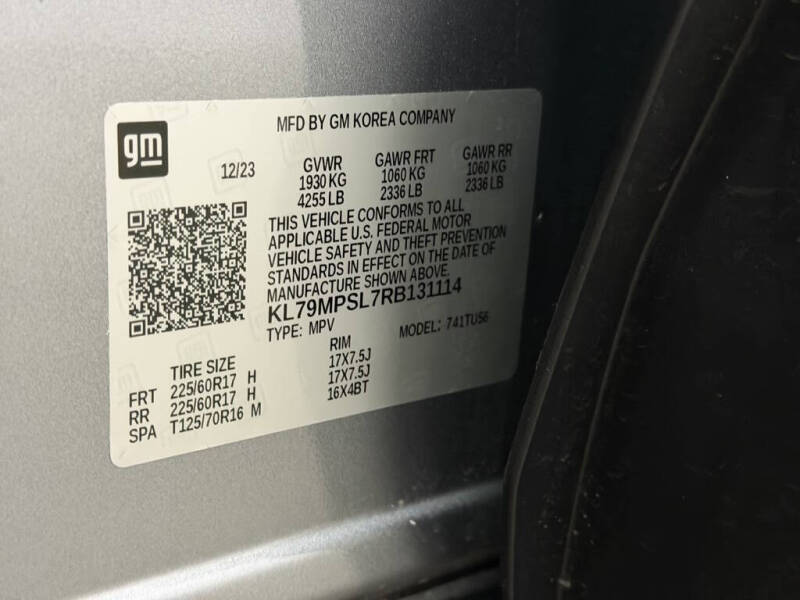 gm
MFD BY GM KOREA COMPANY
12/23 GVWR GAWR FRT GAWR RR
1930 KG 1060 KG 1060 KG
4255 LB 2336 LB 2336 LB
THIS VEHICLE CONFORMS TO ALL
APPLICABLE U.S. FEDERAL MOTOR
VEHICLE SAFETY AND THEFT PREVENTION
STANDARDS IN EFFECT ON THE DATE OF
MANUFACTURE SHOWN ABOVE.
KL79MPSL7RB131114
TYPE: MPV MODEL: 741TU56
TIRE SIZE RIM
FRT 225/60R17 H 17X7.5J
RR 225/60R17 H 17X7.5J
SPA T125/70R16 M 16X4BT